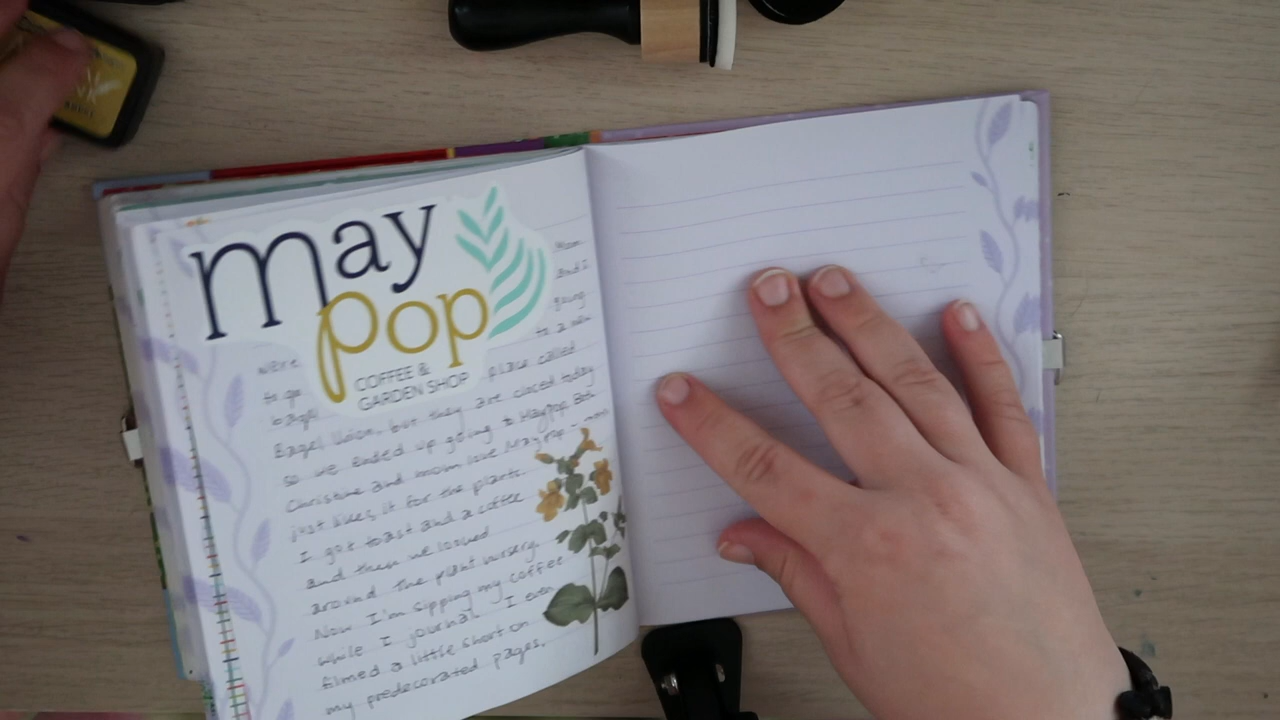 may
pop
COFFEE &
GARDEN SHOP
Mom
and I
were going
to go to a new
bagel place called
Bagel Union, but they are closed today
so we ended up going to Maypop. Both
Christine and mom love Maypop - mom
just likes it for the plants.
I got toast and a coffee
and then we looked
around the plant nursery.
Now I'm sipping my coffee
while I journal. I even
filmed a little short on
my predecorated pages.